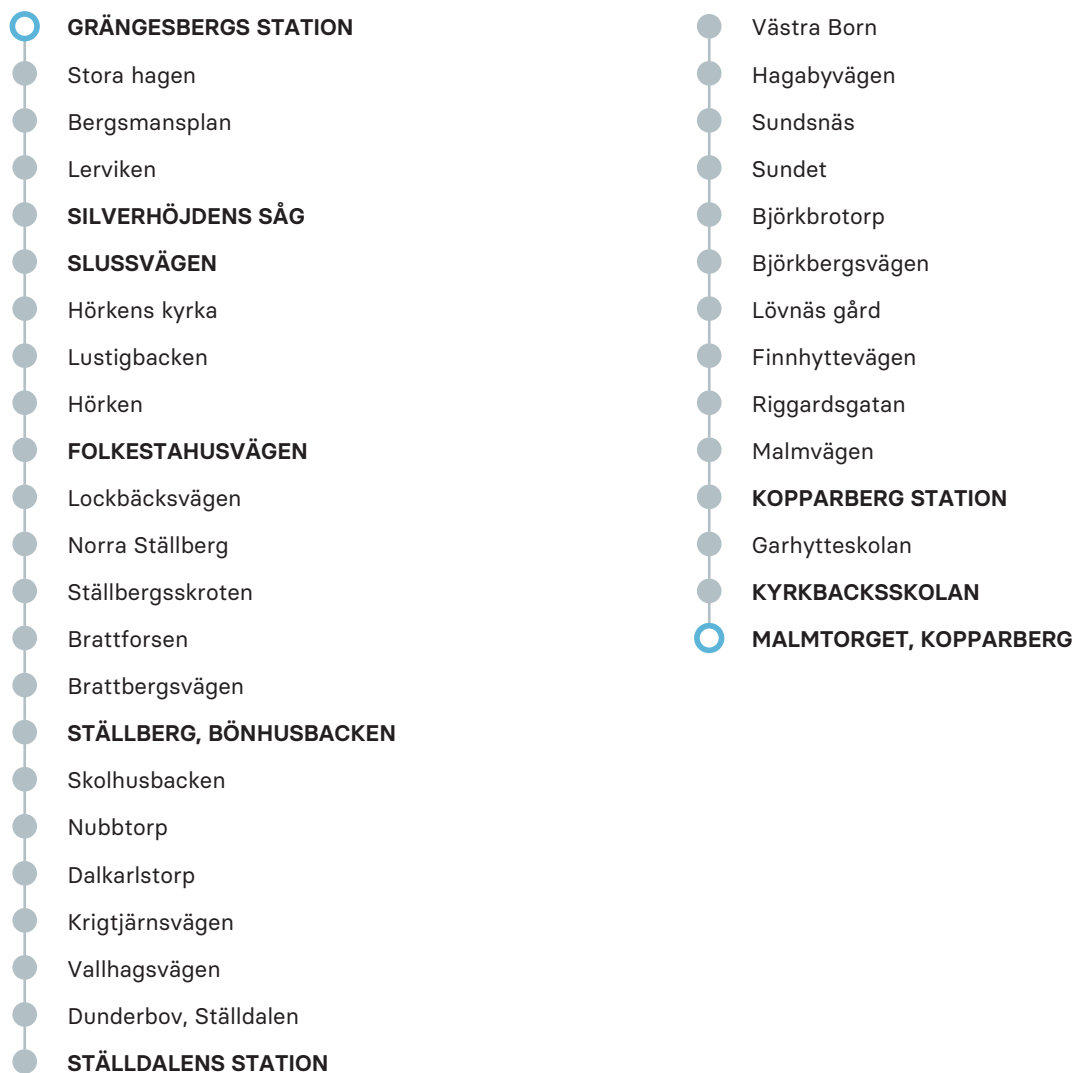 GRÄNGESBERGS STATION
Stora hagen
Bergsmansplan
Lerviken
SILVERHÖJDENS SÅG
SLUSSVÄGEN
Hörkens kyrka
Lustigbacken
Hörken
FOLKESTAHUSVÄGEN
Lockbäcksvägen
Norra Ställberg
Ställbergsskroten
Brattforsen
Brattbergsvägen
STÄLLBERG, BÖNHUSBACKEN
Skolhusbacken
Nubbtorp
Dalkarlstorp
Krigtjärnsvägen
Vallhagsvägen
Dunderbov, Ställdalen
STÄLLDALENS STATION
Västra Born
Hagabyvägen
Sundsnäs
Sundet
Björkbrotorp
Björkbergsvägen
Lövnäs gård
Finnhyttevägen
Riggardsgatan
Malmvägen
KOPPARBERG STATION
Garhytteskolan
KYRKBACKSSKOLAN
MALMTORGET, KOPPARBERG